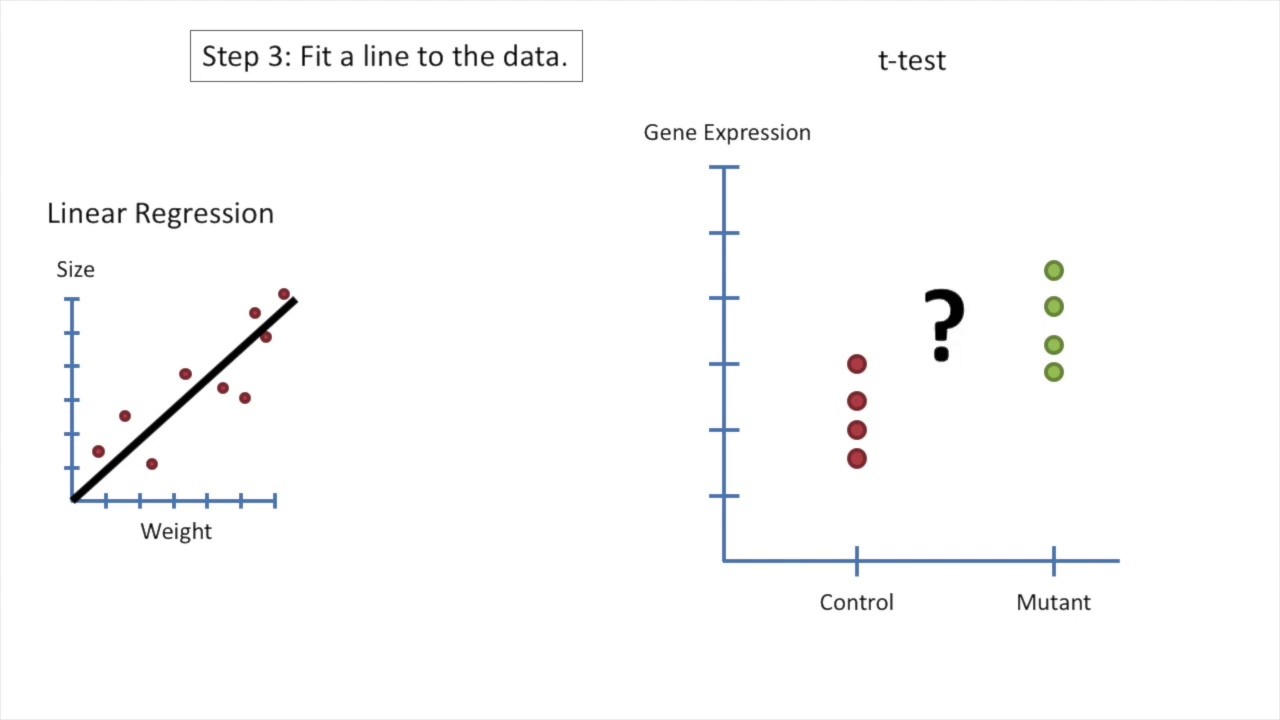 Step 3: Fit a line to the data.
t-test
Gene Expression
Linear Regression
Size
?
Weight
Control
Mutant